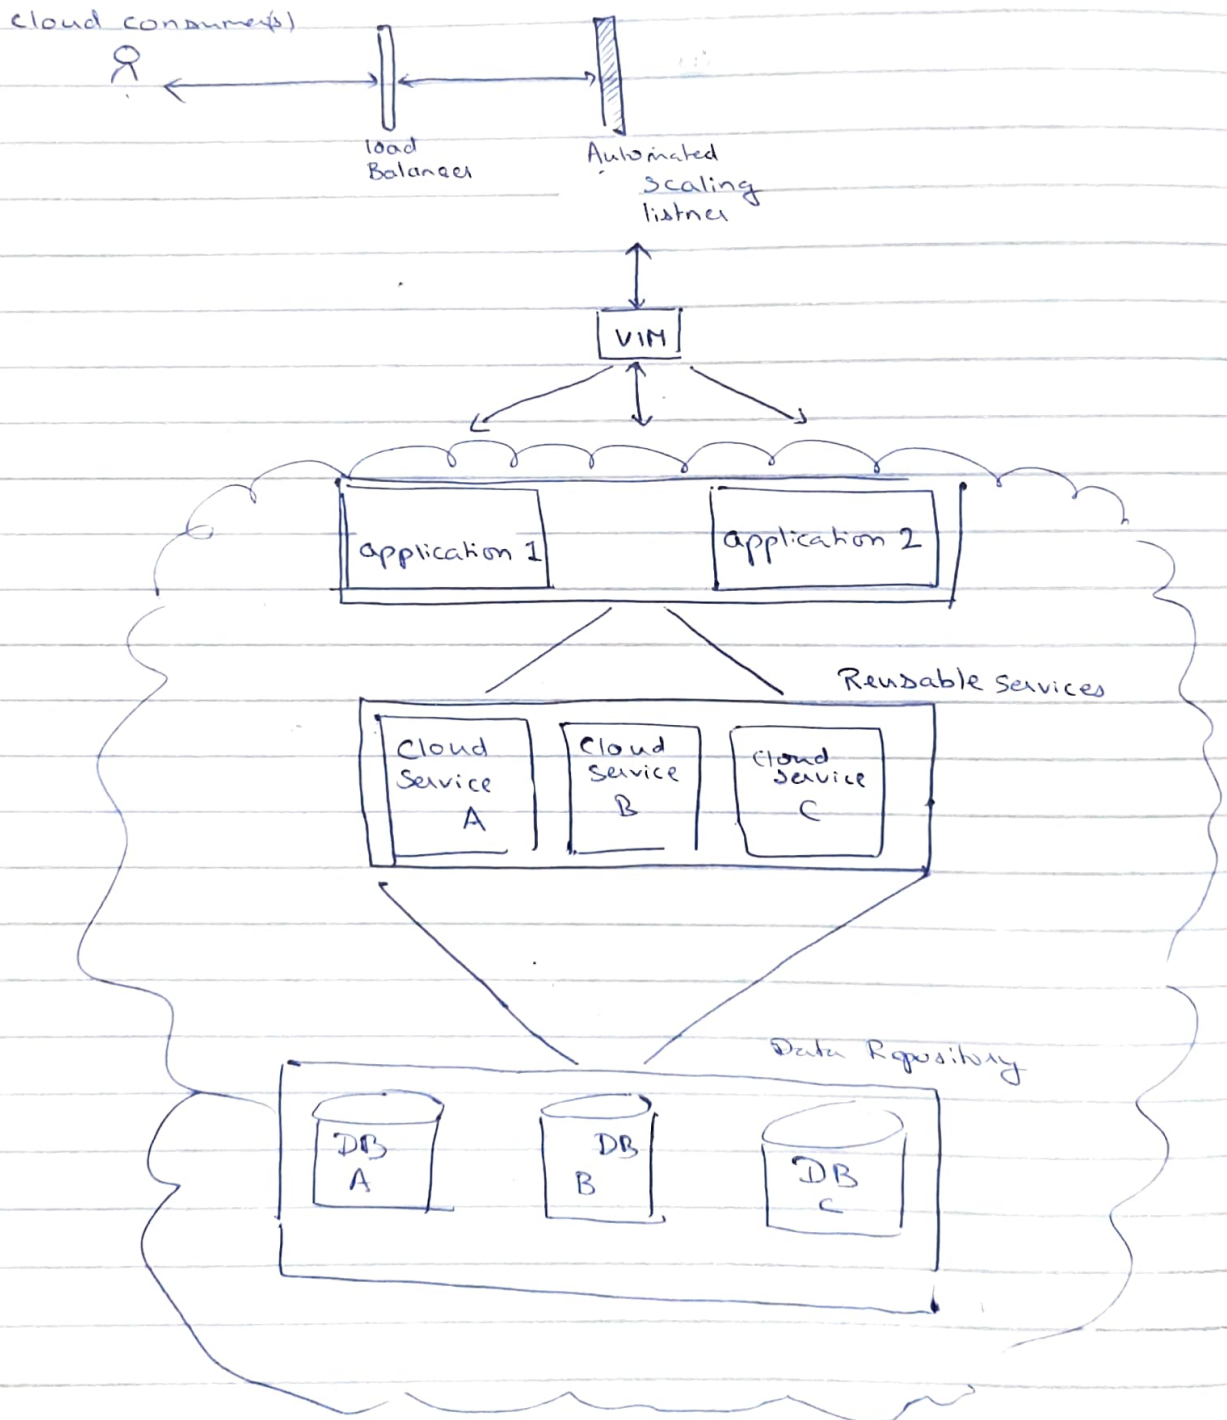 cloud consumer(s)
load
Balancer
Automated
scaling
listner
VIM
application 1
application 2
Reusable services
cloud
service
A
cloud
service
B
cloud
service
C
Data Repository
DB
A
DB
B
DB
C